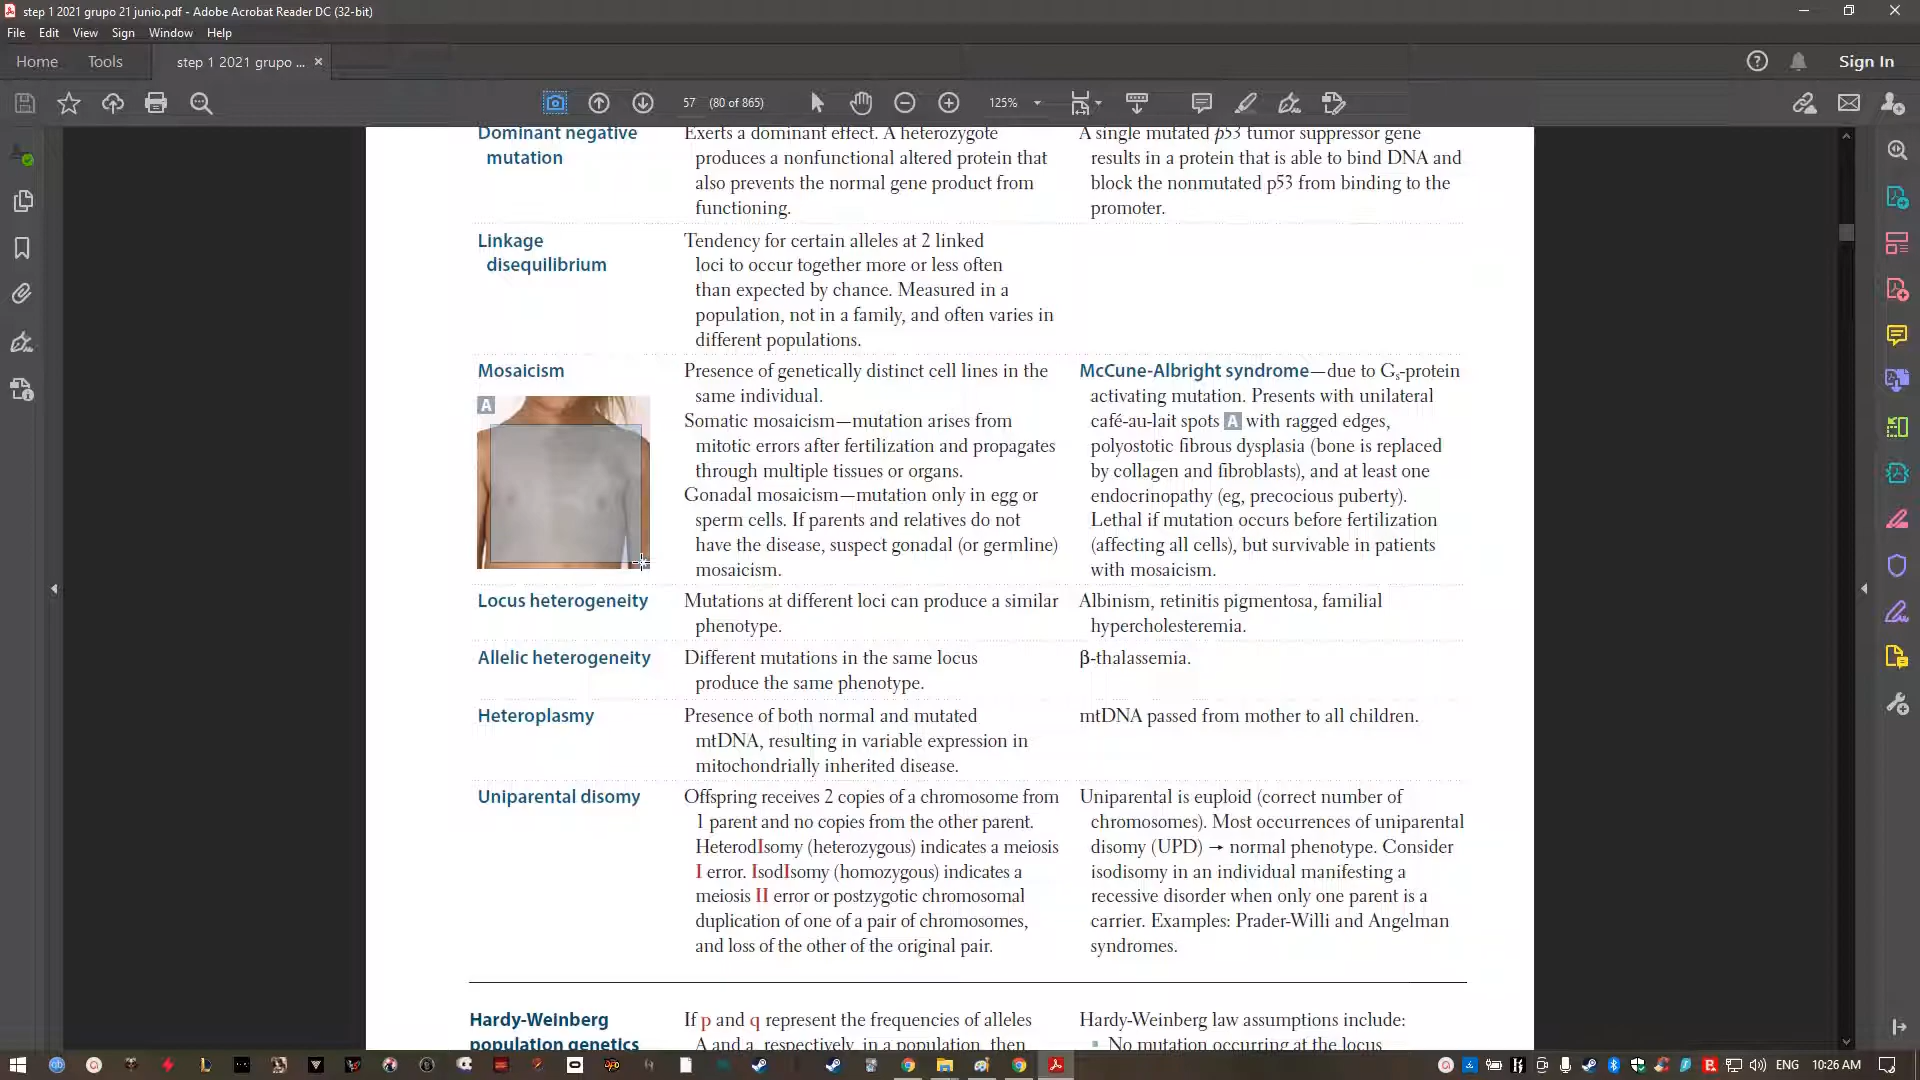 step 1 2021 grupo 21 junio.pdf - Adobe Acrobat Reader DC (32-bit)
File Edit View Sign Window Help
Home Tools step 1 2021 grupo ... × Sign In
57 (80 of 865) 125%
Dominant negative
mutation
Exerts a dominant effect. A heterozygote
produces a nonfunctional altered protein that
also prevents the normal gene product from
functioning.
A single mutated p53 tumor suppressor gene
results in a protein that is able to bind DNA and
block the nonmutated p53 from binding to the
promoter.
Linkage
disequilibrium
Tendency for certain alleles at 2 linked
loci to occur together more or less often
than expected by chance. Measured in a
population, not in a family, and often varies in
different populations.
Mosaicism
A
Presence of genetically distinct cell lines in the
same individual.
Somatic mosaicism—mutation arises from
mitotic errors after fertilization and propagates
through multiple tissues or organs.
Gonadal mosaicism—mutation only in egg or
sperm cells. If parents and relatives do not
have the disease, suspect gonadal (or germline)
mosaicism.
McCune-Albright syndrome—due to Gs-protein
activating mutation. Presents with unilateral
café-au-lait spots A with ragged edges,
polyostotic fibrous dysplasia (bone is replaced
by collagen and fibroblasts), and at least one
endocrinopathy (eg, precocious puberty).
Lethal if mutation occurs before fertilization
(affecting all cells), but survivable in patients
with mosaicism.
Locus heterogeneity
Mutations at different loci can produce a similar
phenotype.
Albinism, retinitis pigmentosa, familial
hypercholesteremia.
Allelic heterogeneity
Different mutations in the same locus
produce the same phenotype.
β-thalassemia.
Heteroplasmy
Presence of both normal and mutated
mtDNA, resulting in variable expression in
mitochondrially inherited disease.
mtDNA passed from mother to all children.
Uniparental disomy
Offspring receives 2 copies of a chromosome from
1 parent and no copies from the other parent.
HeterodIsomy (heterozygous) indicates a meiosis
I error. IsodIsomy (homozygous) indicates a
meiosis II error or postzygotic chromosomal
duplication of one of a pair of chromosomes,
and loss of the other of the original pair.
Uniparental is euploid (correct number of
chromosomes). Most occurrences of uniparental
disomy (UPD) → normal phenotype. Consider
isodisomy in an individual manifesting a
recessive disorder when only one parent is a
carrier. Examples: Prader-Willi and Angelman
syndromes.
Hardy-Weinberg
population genetics
If p and q represent the frequencies of alleles
A and a, respectively, in a population, then
Hardy-Weinberg law assumptions include:
▪ No mutation occurring at the locus
ENG 10:26 AM